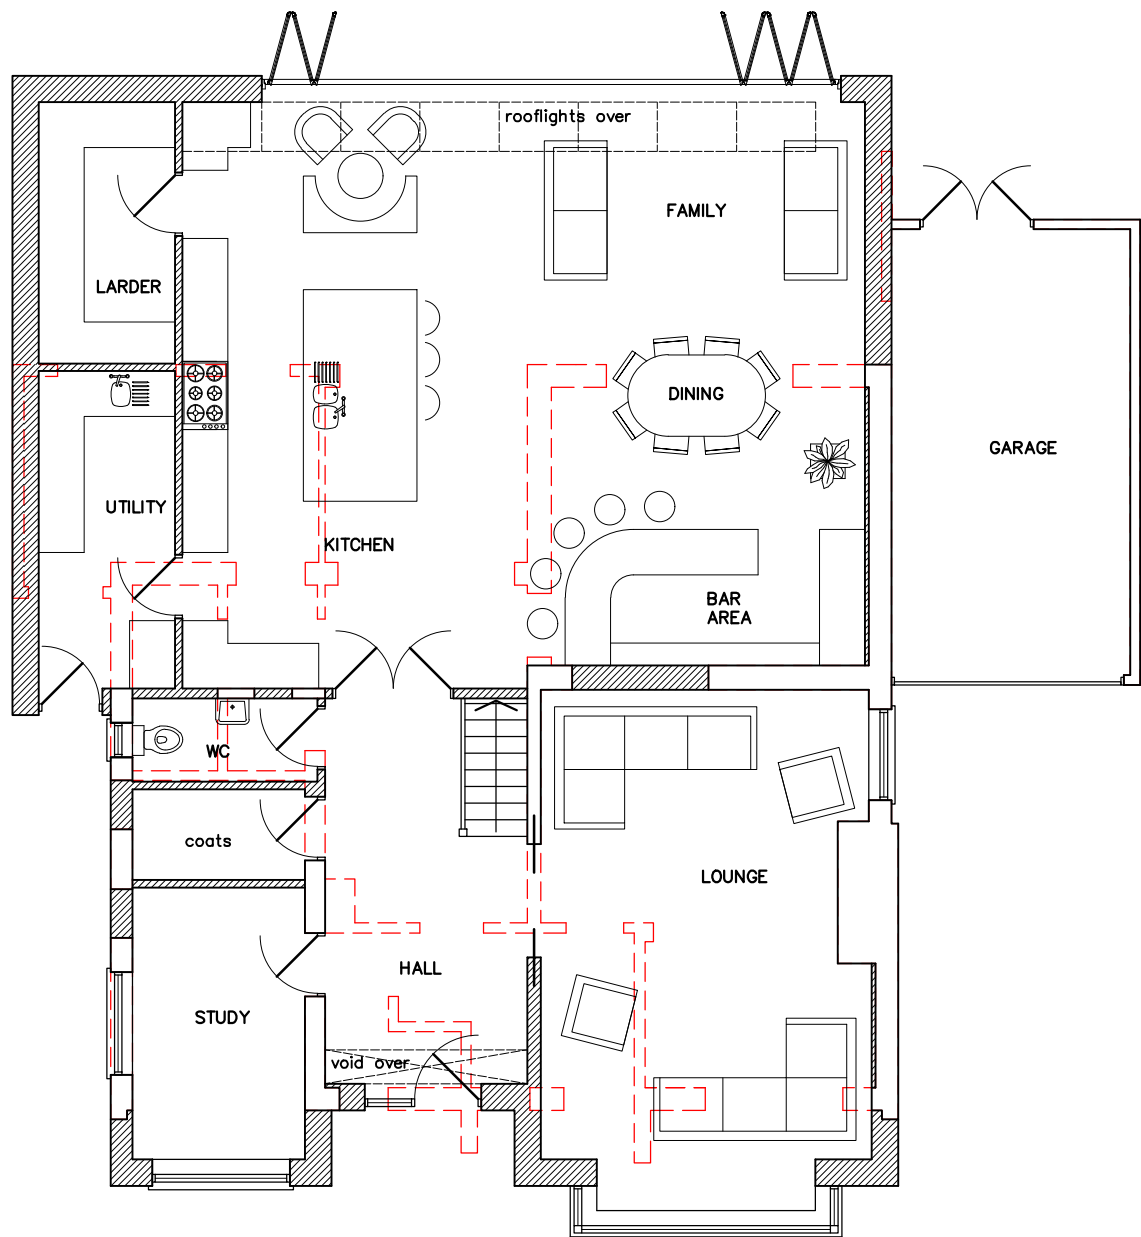 rooflights over
FAMILY
LARDER
DINING
GARAGE
UTILITY
KITCHEN
BAR
AREA
WC
coats
LOUNGE
HALL
STUDY
void over